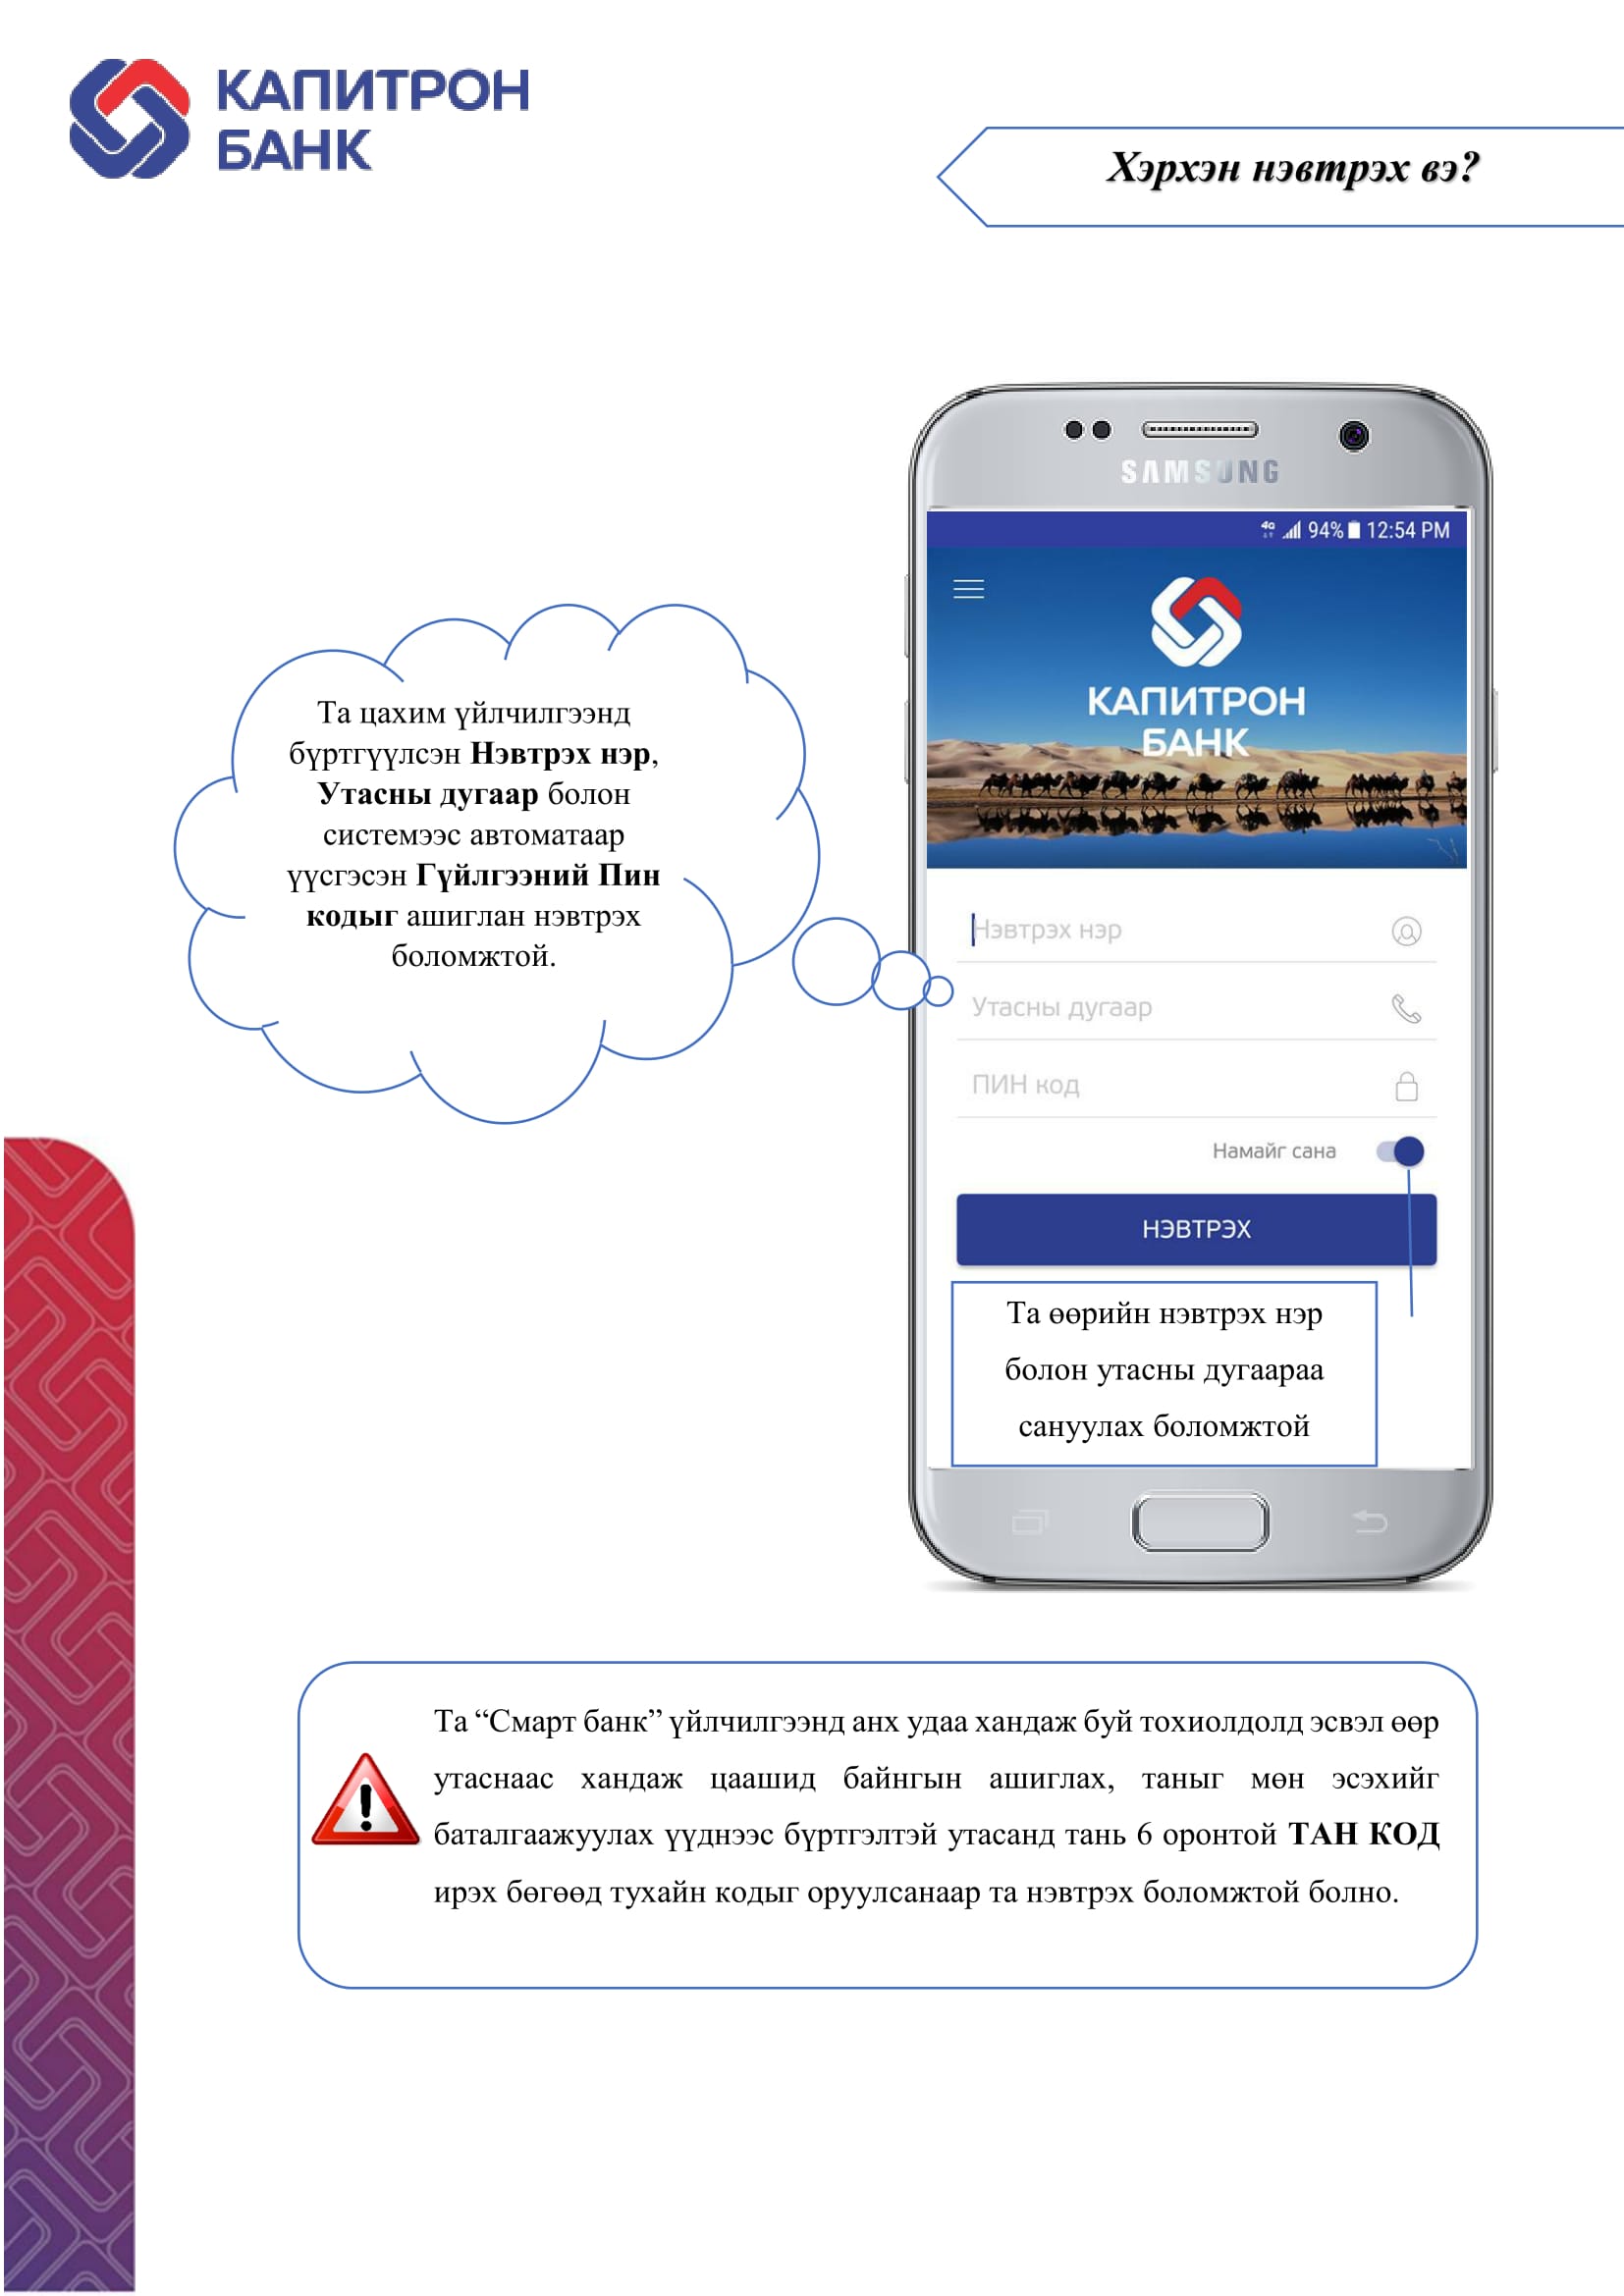 КАПИТРОН
БАНК
Хэрхэн нэвтрэх вэ?
SAMSUNG
4G 94% 12:54 PM
КАПИТРОН
БАНК
Та цахим үйлчилгээнд
бүртгүүлсэн Нэвтрэх нэр,
Утасны дугаар болон
системээс автоматаар
үүсгэсэн Гүйлгээний Пин
кодыг ашиглан нэвтрэх
боломжтой.
Нэвтрэх нэр
Утасны дугаар
ПИН код
Намайг сана
НЭВТРЭХ
Та өөрийн нэвтрэх нэр
болон утасны дугаараа
сануулах боломжтой
Та “Смарт банк” үйлчилгээнд анх удаа хандаж буй тохиолдолд эсвэл өөр
утаснаас хандаж цаашид байнгын ашиглах, таныг мөн эсэхийг
баталгаажуулах үүднээс бүртгэлтэй утасанд тань 6 оронтой ТАН КОД
ирэх бөгөөд тухайн кодыг оруулсанаар та нэвтрэх боломжтой болно.